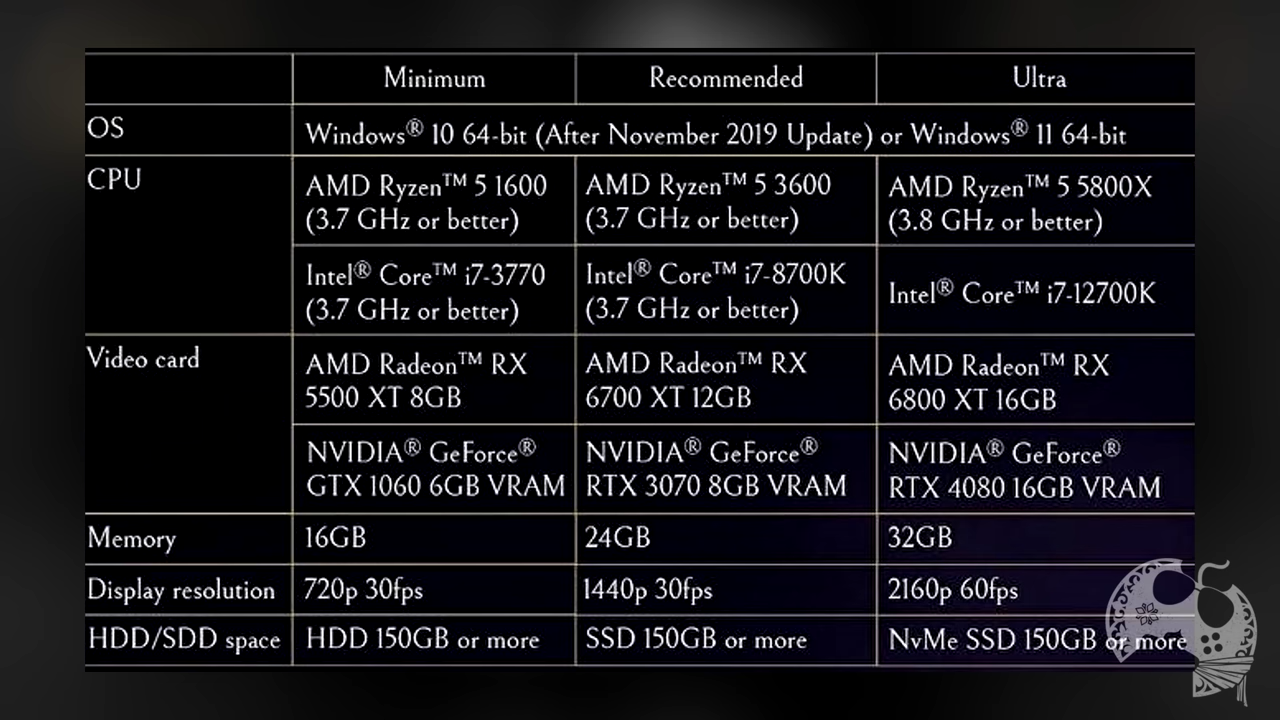 Minimum Recommended Ultra
OS Windows® 10 64-bit (After November 2019 Update) or Windows® 11 64-bit
CPU AMD Ryzen™ 5 1600 AMD Ryzen™ 5 3600 AMD Ryzen™ 5 5800X
(3.7 GHz or better) (3.7 GHz or better) (3.8 GHz or better)
Intel® Core™ i7-3770 Intel® Core™ i7-8700K Intel® Core™ i7-12700K
(3.7 GHz or better) (3.7 GHz or better)
Video card AMD Radeon™ RX AMD Radeon™ RX AMD Radeon™ RX
5500 XT 8GB 6700 XT 12GB 6800 XT 16GB
NVIDIA® GeForce® NVIDIA® GeForce® NVIDIA® GeForce®
GTX 1060 6GB VRAM RTX 3070 8GB VRAM RTX 4080 16GB VRAM
Memory 16GB 24GB 32GB
Display resolution 720p 30fps 1440p 30fps 2160p 60fps
HDD/SDD space HDD 150GB or more SSD 150GB or more NvMe SSD 150GB or more